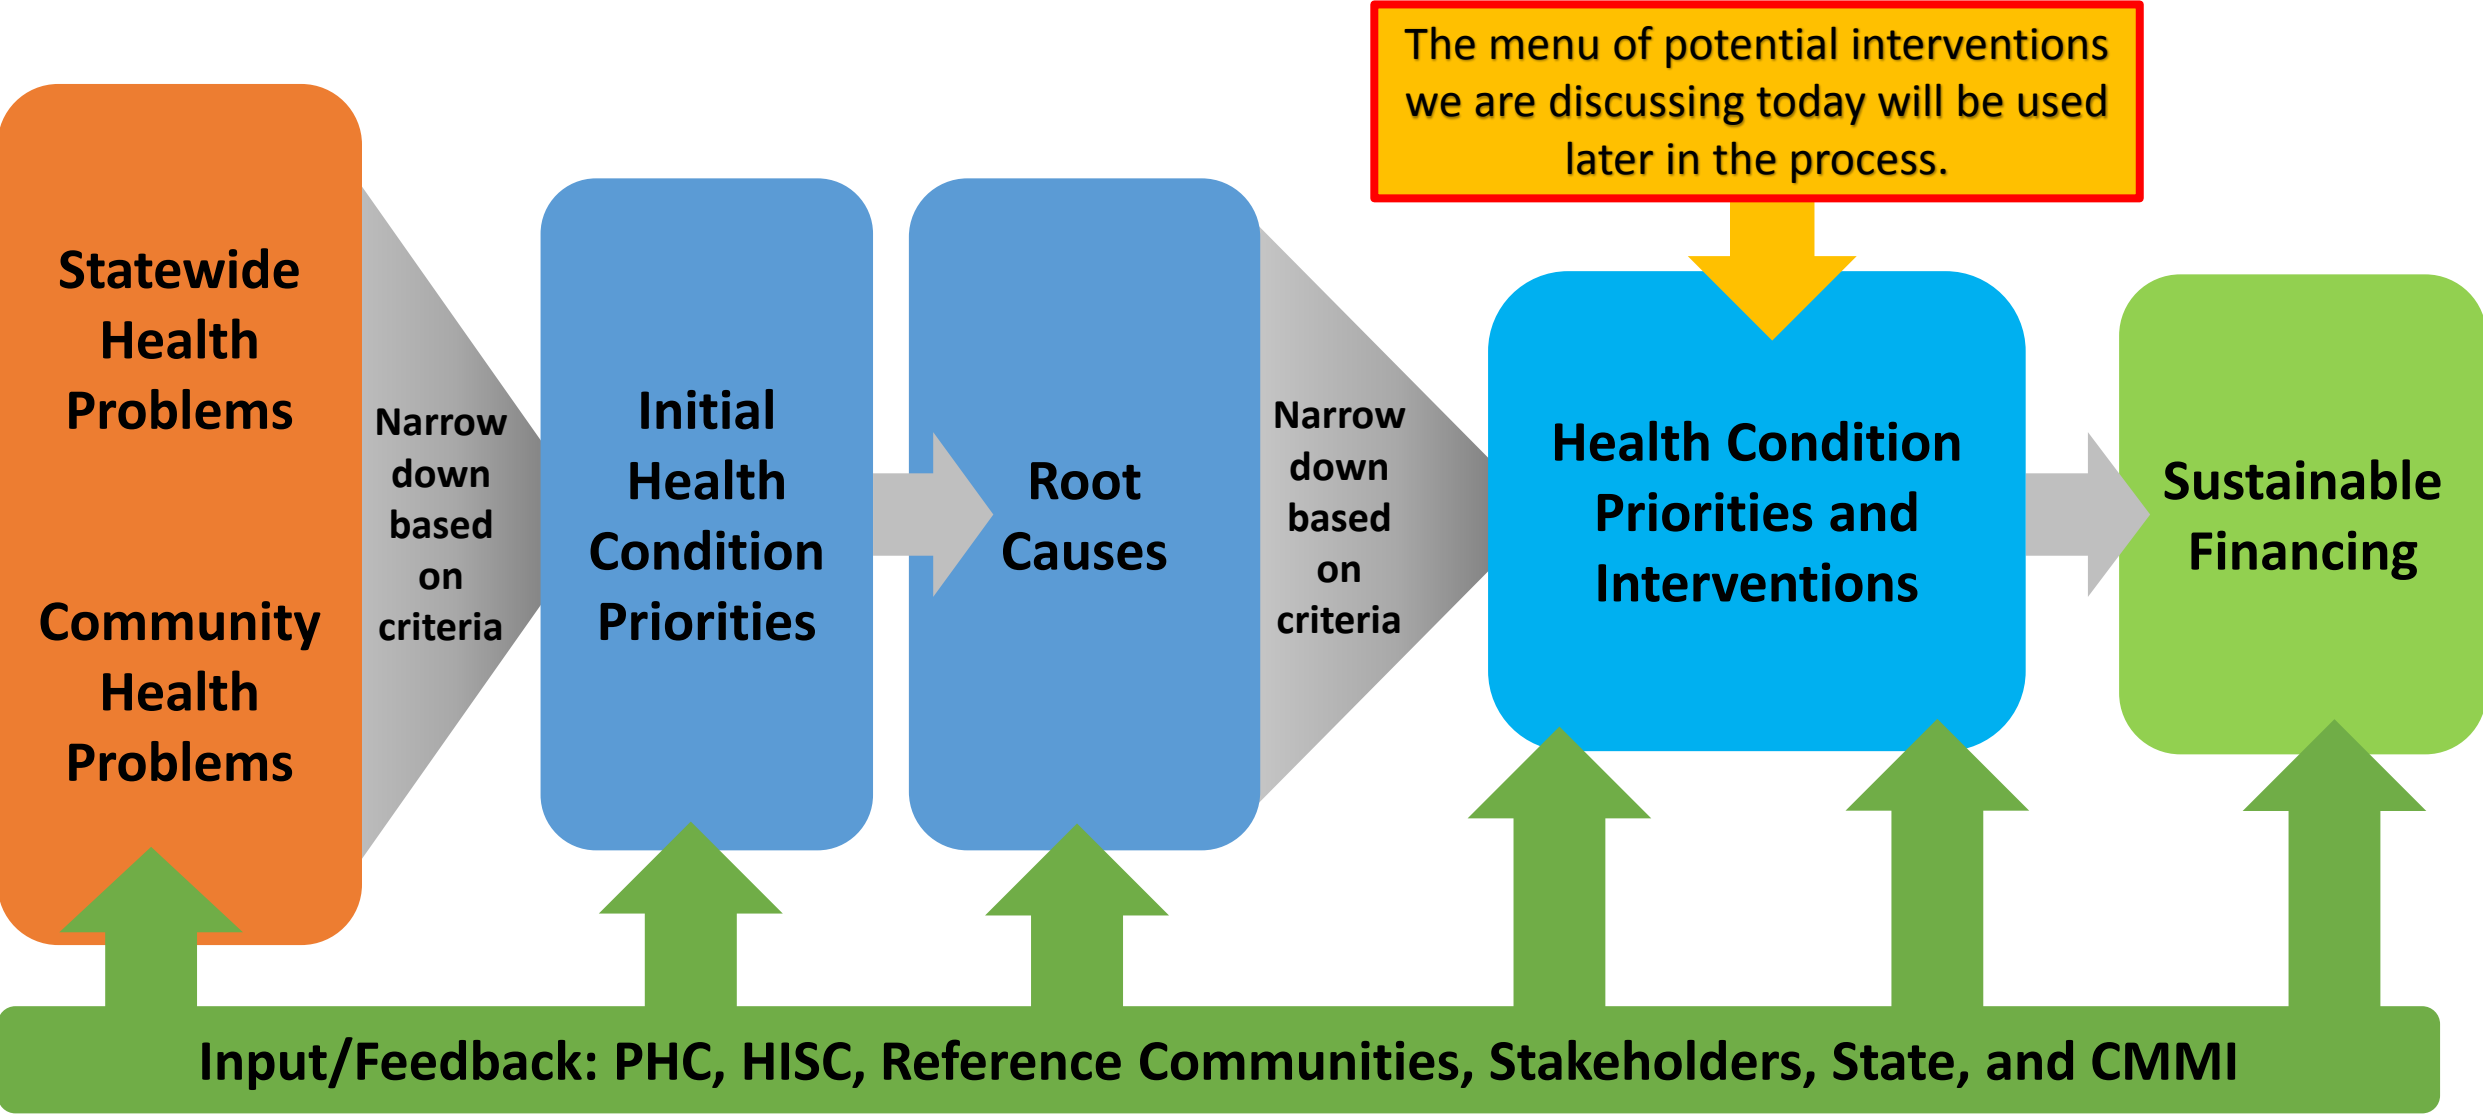 The menu of potential interventions
we are discussing today will be used
later in the process.
Statewide
Health
Problems
Community
Health
Problems
Narrow
down
based
on
criteria
Initial
Health
Condition
Priorities
Root
Causes
Narrow
down
based
on
criteria
Health Condition
Priorities and
Interventions
Sustainable
Financing
Input/Feedback: PHC, HISC, Reference Communities, Stakeholders, State, and CMMI